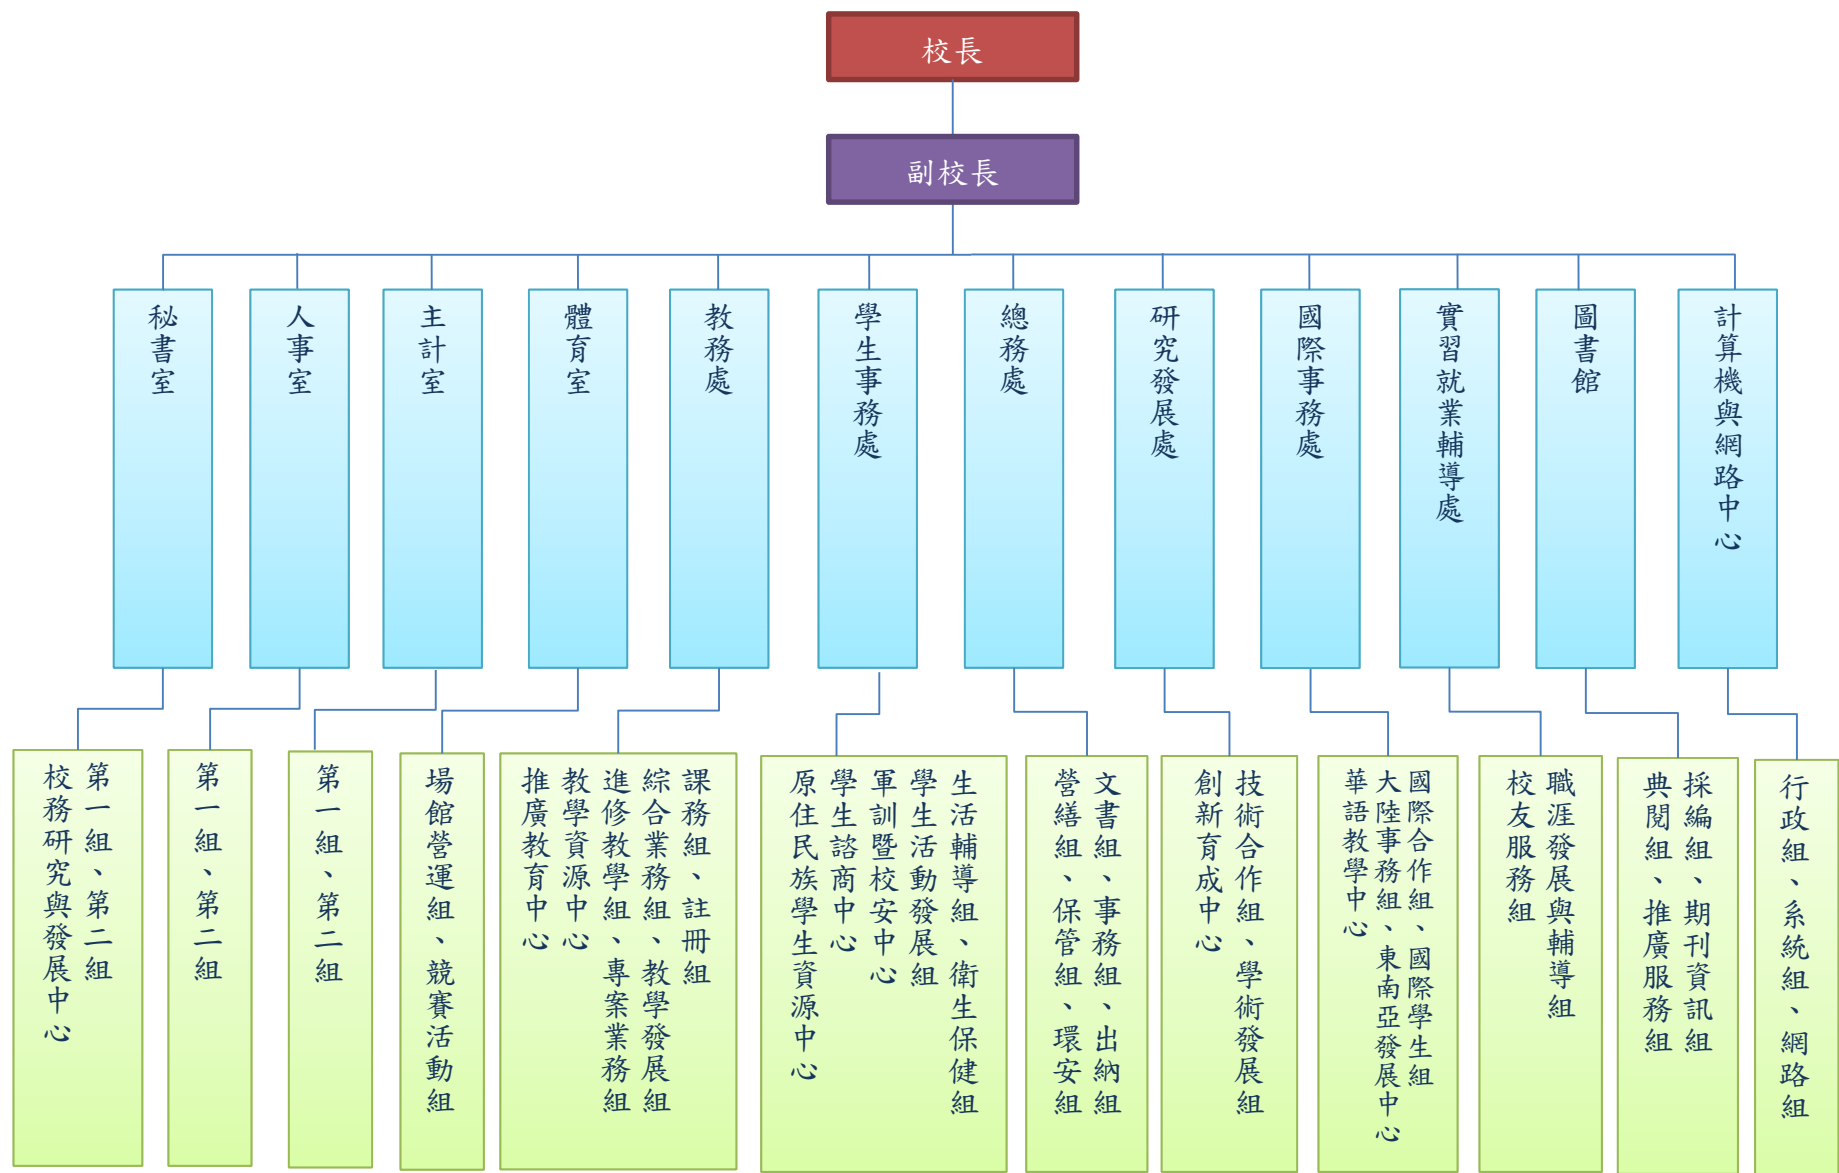 校長
副校長
秘書室
人事室
主計室
體育室
教務處
學生事務處
總務處
研究發展處
國際事務處
實習就業輔導處
圖書館
計算機與網路中心
第一組、第二組
校務研究與發展中心
第一組、第二組
第一組、第二組
場館營運組、競賽活動組
課務組、註冊組
綜合業務組、教學發展組
進修教學組、專案業務組
教學資源中心
推廣教育中心
生活輔導組、衛生保健組
學生活動發展組
軍訓暨校安中心
學生諮商中心
原住民族學生資源中心
文書組、事務組、出納組
營繕組、保管組、環安組
技術合作組、學術發展組
創新育成中心
國際合作組、國際學生組
大陸事務組、東南亞發展中心
華語教學中心
職涯發展與輔導組
校友服務組
採編組、期刊資訊組
典閱組、推廣服務組
行政組、系統組、網路組